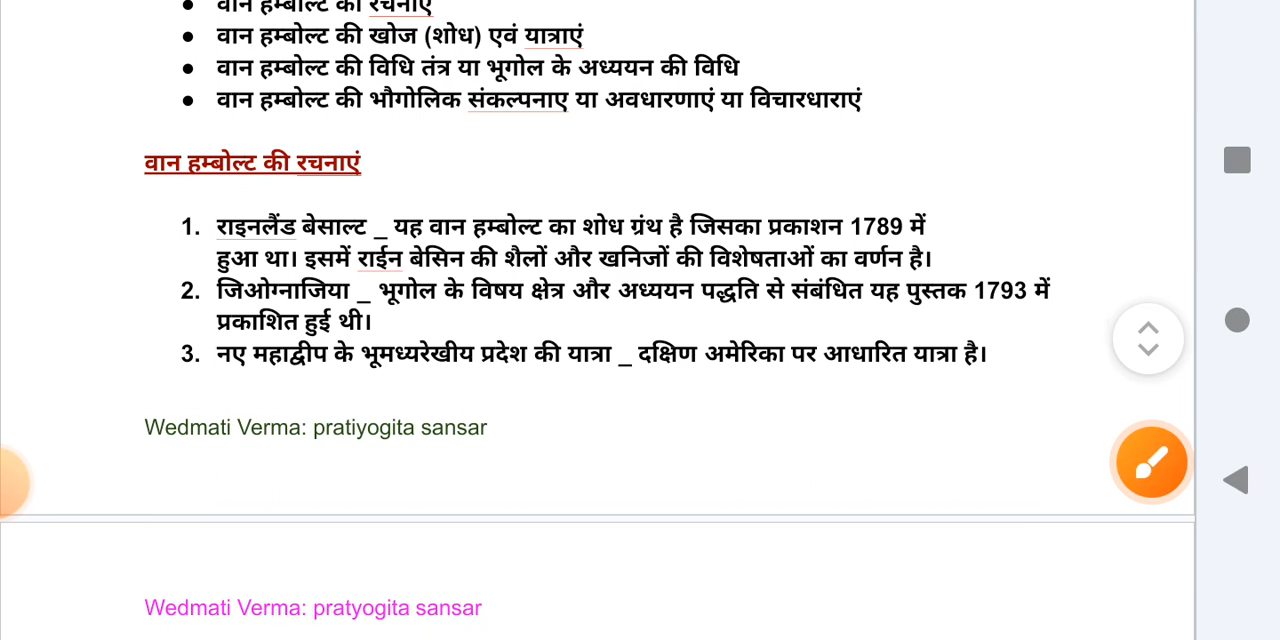 वान हम्बोल्ट की रचनाएं
वान हम्बोल्ट की खोज (शोध) एवं यात्राएं
वान हम्बोल्ट की विधि तंत्र या भूगोल के अध्ययन की विधि
वान हम्बोल्ट की भौगोलिक संकल्पनाए या अवधारणाएं या विचारधाराएं
वान हम्बोल्ट की रचनाएं
1. राइनलैंड बेसाल्ट _ यह वान हम्बोल्ट का शोध ग्रंथ है जिसका प्रकाशन 1789 में
हुआ था। इसमें राईन बेसिन की शैलों और खनिजों की विशेषताओं का वर्णन है।
2. जिओग्नाजिया _ भूगोल के विषय क्षेत्र और अध्ययन पद्धति से संबंधित यह पुस्तक 1793 में
प्रकाशित हुई थी।
3. नए महाद्वीप के भूमध्यरेखीय प्रदेश की यात्रा _ दक्षिण अमेरिका पर आधारित यात्रा है।
Wedmati Verma: pratiyogita sansar
Wedmati Verma: pratyogita sansar